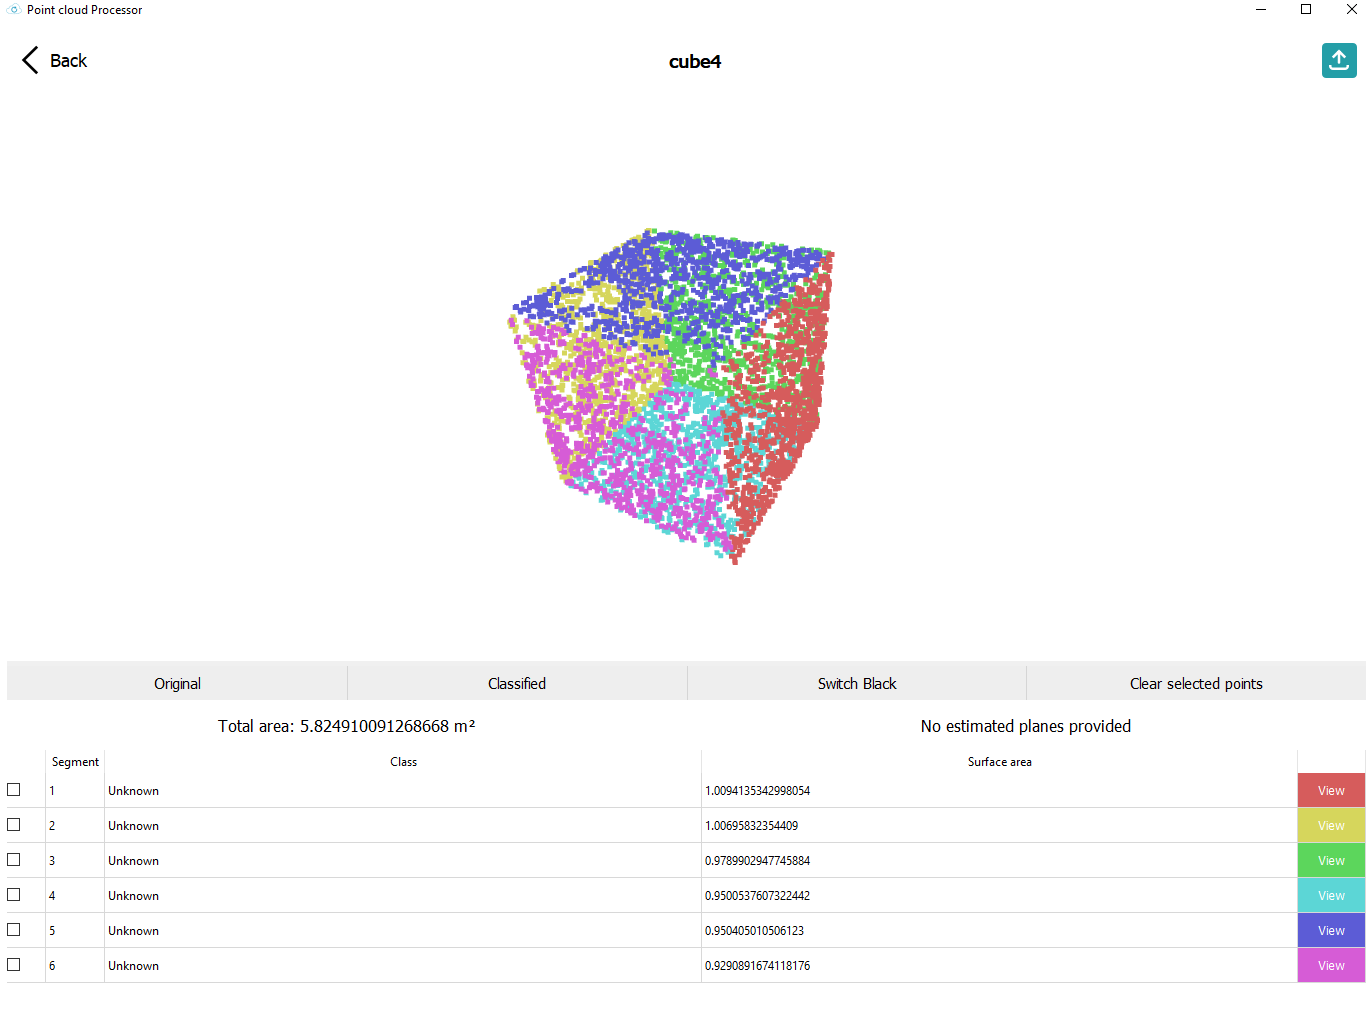 Point cloud Processor
Back
cube4
Original
Classified
Switch Black
Clear selected points
Total area: 5.824910091268668 m²
No estimated planes provided
Segment Class Surface area
1 Unknown 1.0094135342998054 View
2 Unknown 1.00695832354409 View
3 Unknown 0.9789902947745884 View
4 Unknown 0.9500537607322442 View
5 Unknown 0.950405010506123 View
6 Unknown 0.9290891674118176 View